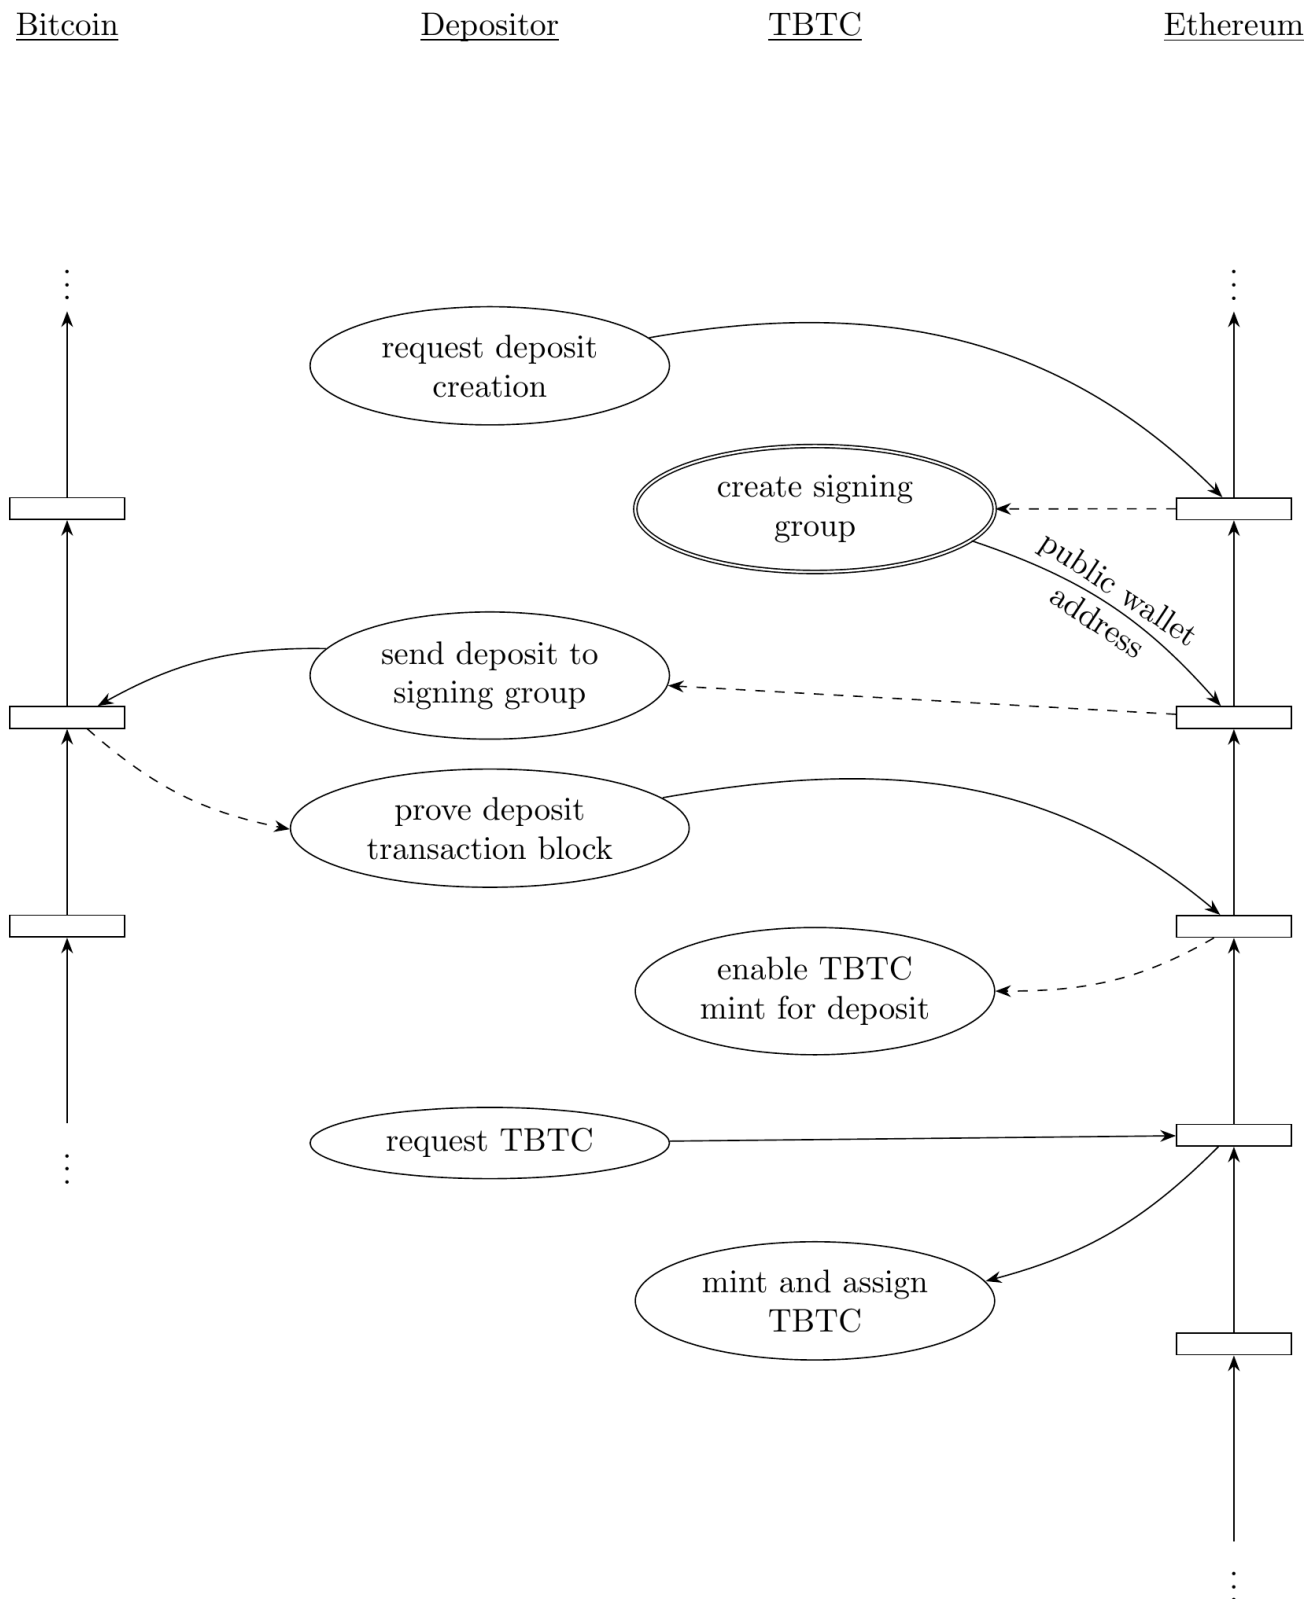 Bitcoin
Depositor
TBTC
Ethereum
request deposit
creation
create signing
group
public wallet
address
send deposit to
signing group
prove deposit
transaction block
enable TBTC
mint for deposit
request TBTC
mint and assign
TBTC